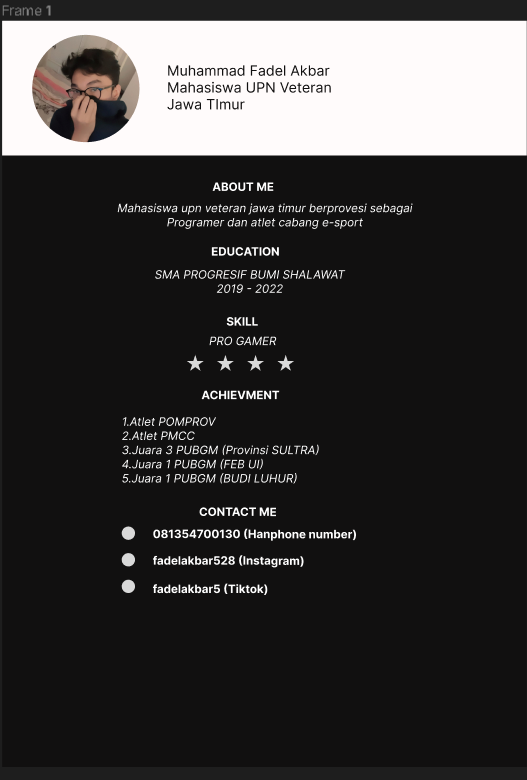 Frame 1
Muhammad Fadel Akbar
Mahasiswa UPN Veteran
Jawa TImur
ABOUT ME
Mahasiswa upn veteran jawa timur berprovesi sebagai
Programer dan atlet cabang e-sport
EDUCATION
SMA PROGRESIF BUMI SHALAWAT
2019 - 2022
SKILL
PRO GAMER
ACHIEVMENT
1.Atlet POMPROV
2.Atlet PMCC
3.Juara 3 PUBGM (Provinsi SULTRA)
4.Juara 1 PUBGM (FEB UI)
5.Juara 1 PUBGM (BUDI LUHUR)
CONTACT ME
081354700130 (Hanphone number)
fadelakbar528 (Instagram)
fadelakbar5 (Tiktok)